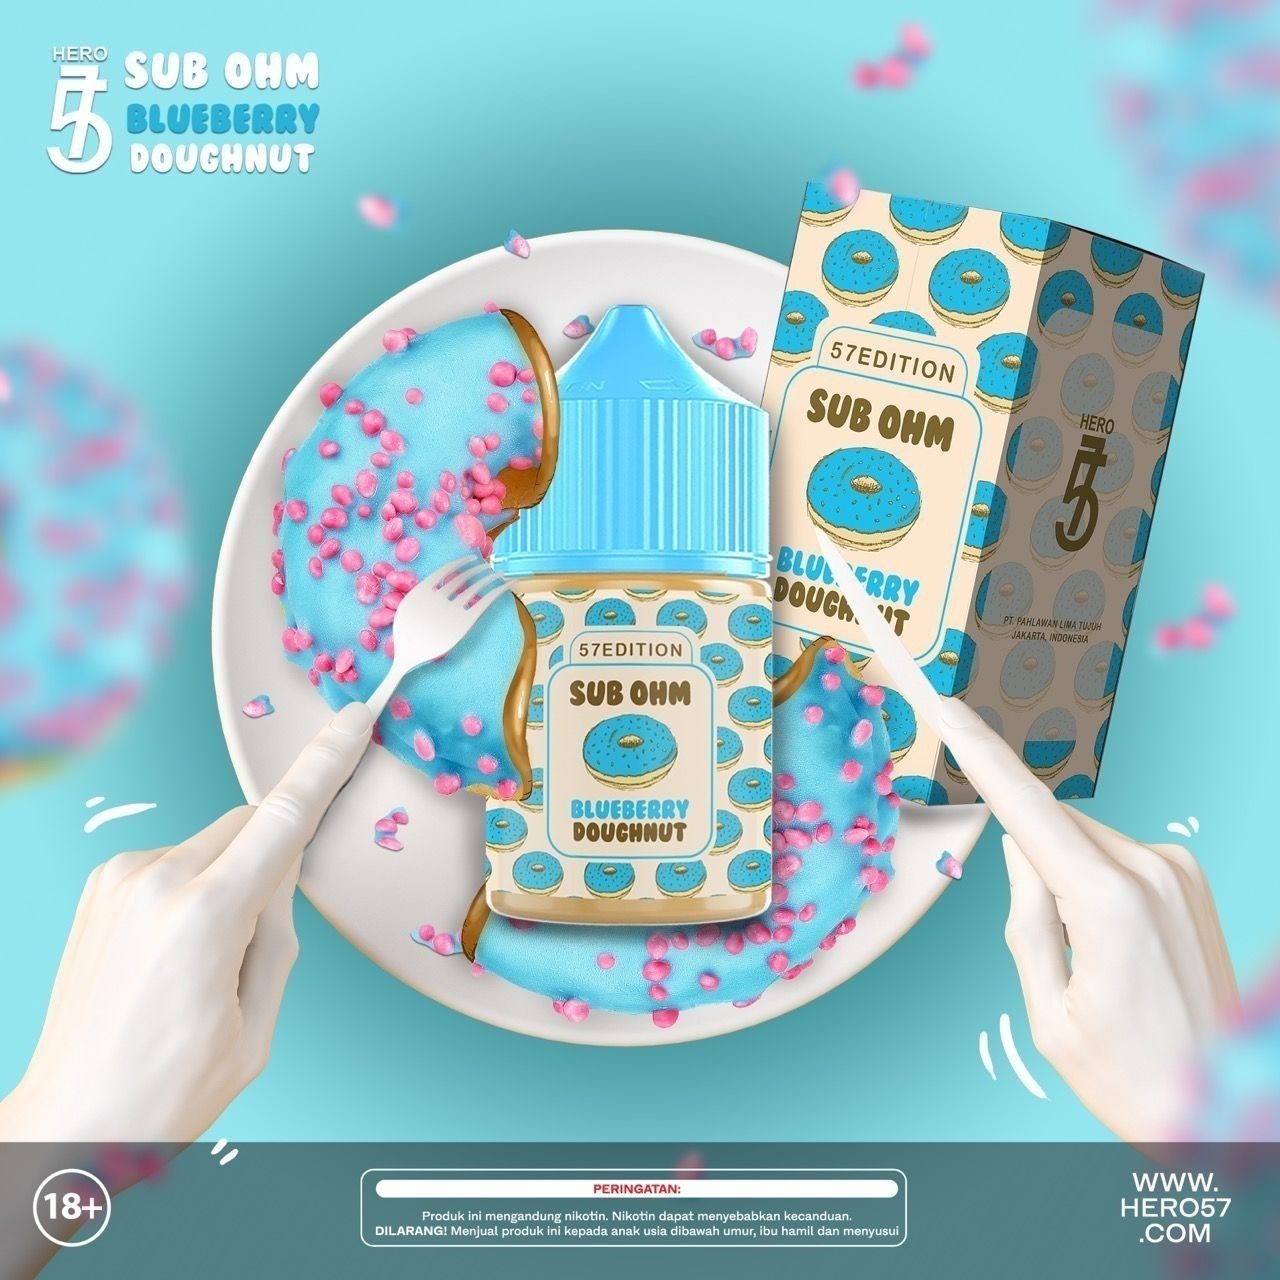 HERO
57
SUB OHM
BLUEBERRY
DOUGHNUT
57EDITION
SUB OHM
BLUEBERRY
DOUGHNUT
HERO
57
PT. PAHLAWAN LIMA TUJUH
JAKARTA, INDONESIA
57EDITION
SUB OHM
BLUEBERRY
DOUGHNUT
18+
PERINGATAN:
Produk ini mengandung nikotin. Nikotin dapat menyebabkan kecanduan.
DILARANG! Menjual produk ini kepada anak usia dibawah umur, ibu hamil dan menyusui
WWW.
HERO57
.COM